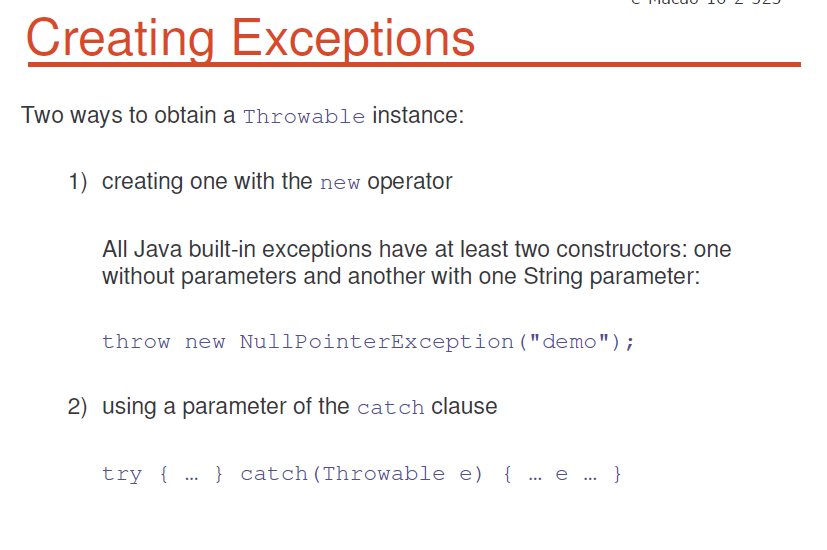 Creating Exceptions
Two ways to obtain a Throwable instance:
1) creating one with the new operator
All Java built-in exceptions have at least two constructors: one
without parameters and another with one String parameter:
throw new NullPointerException("demo");
2) using a parameter of the catch clause
try { … } catch(Throwable e) { … e … }